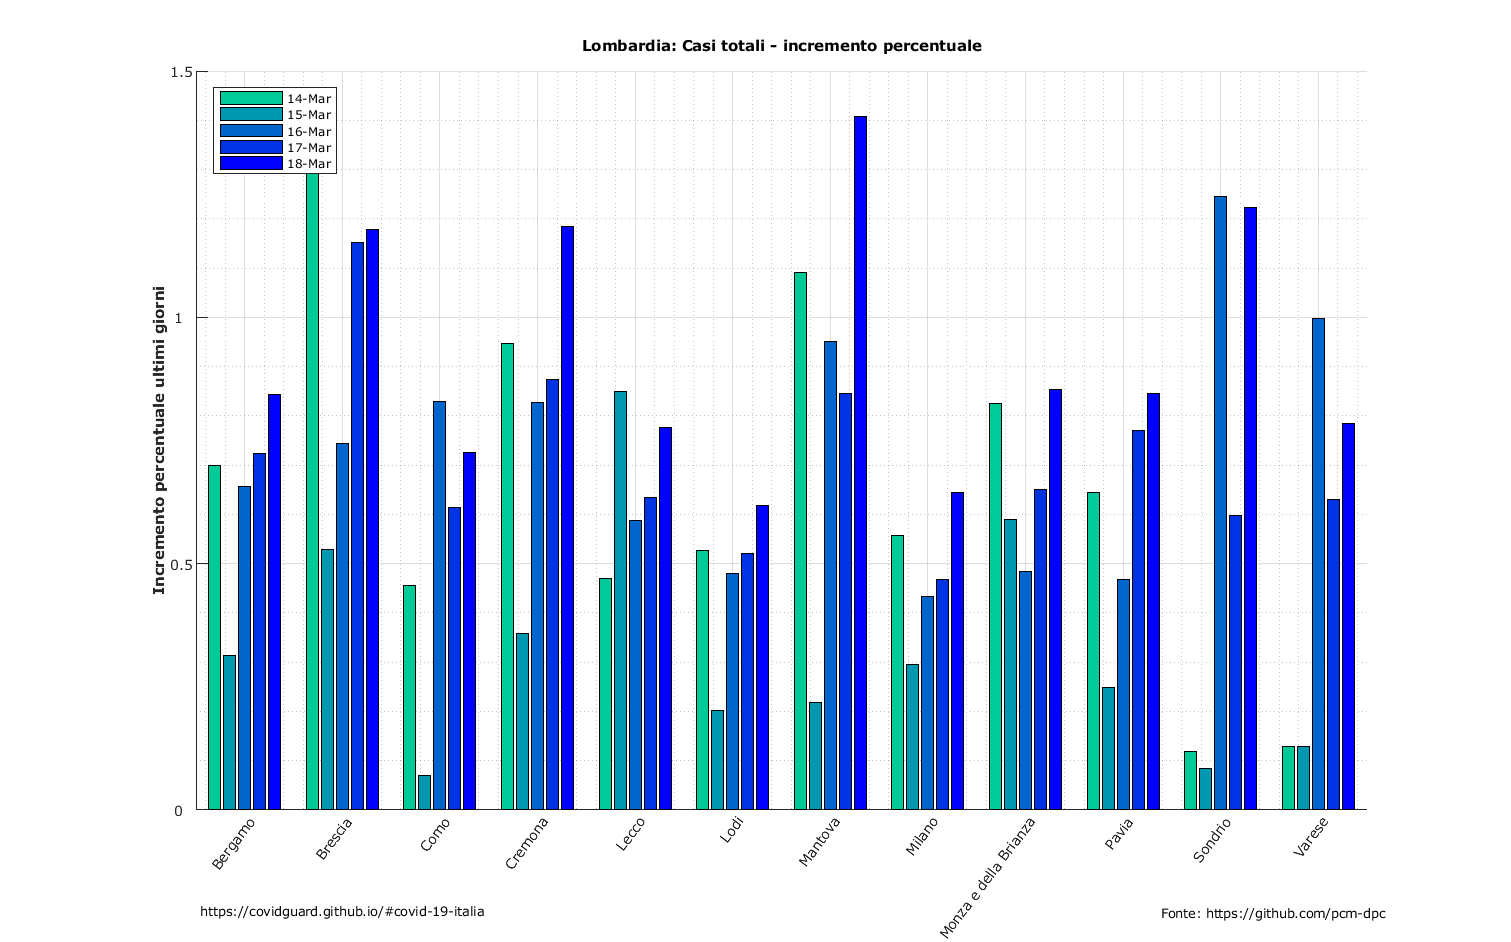 Lombardia: Casi totali - incremento percentuale
Incremento percentuale ultimi giorni
1.5
1
0.5
0
14-Mar
15-Mar
16-Mar
17-Mar
18-Mar
Bergamo
Brescia
Como
Cremona
Lecco
Lodi
Mantova
Milano
Monza e della Brianza
Pavia
Sondrio
Varese
https://covidguard.github.io/#covid-19-italia
Fonte: https://github.com/pcm-dpc